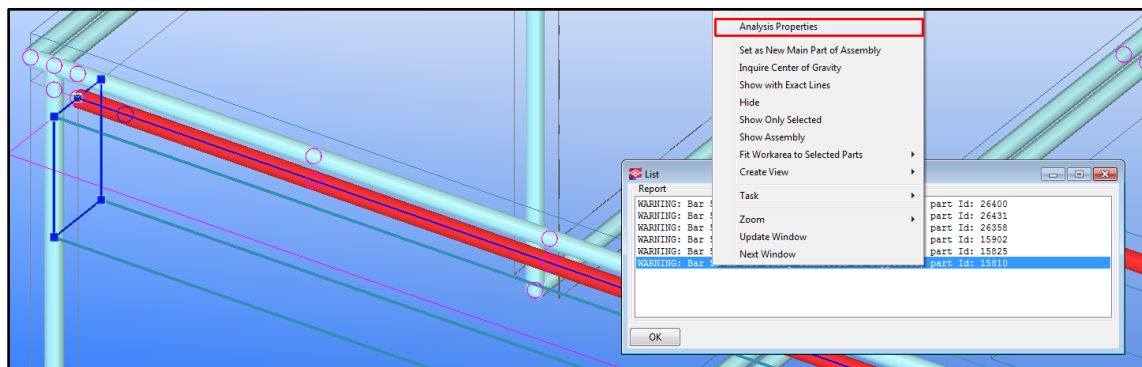 Analysis Properties
Set as New Main Part of Assembly
Inquire Center of Gravity
Show with Exact Lines
Hide
Show Only Selected
Show Assembly
Fit Workarea to Selected Parts
Create View
Task
Zoom
Update Window
Next Window
List
Report
WARNING: Bar part Id: 26400
WARNING: Bar part Id: 26431
WARNING: Bar part Id: 26358
WARNING: Bar part Id: 15902
WARNING: Bar part Id: 15825
WARNING: Bar part Id: 15810
OK